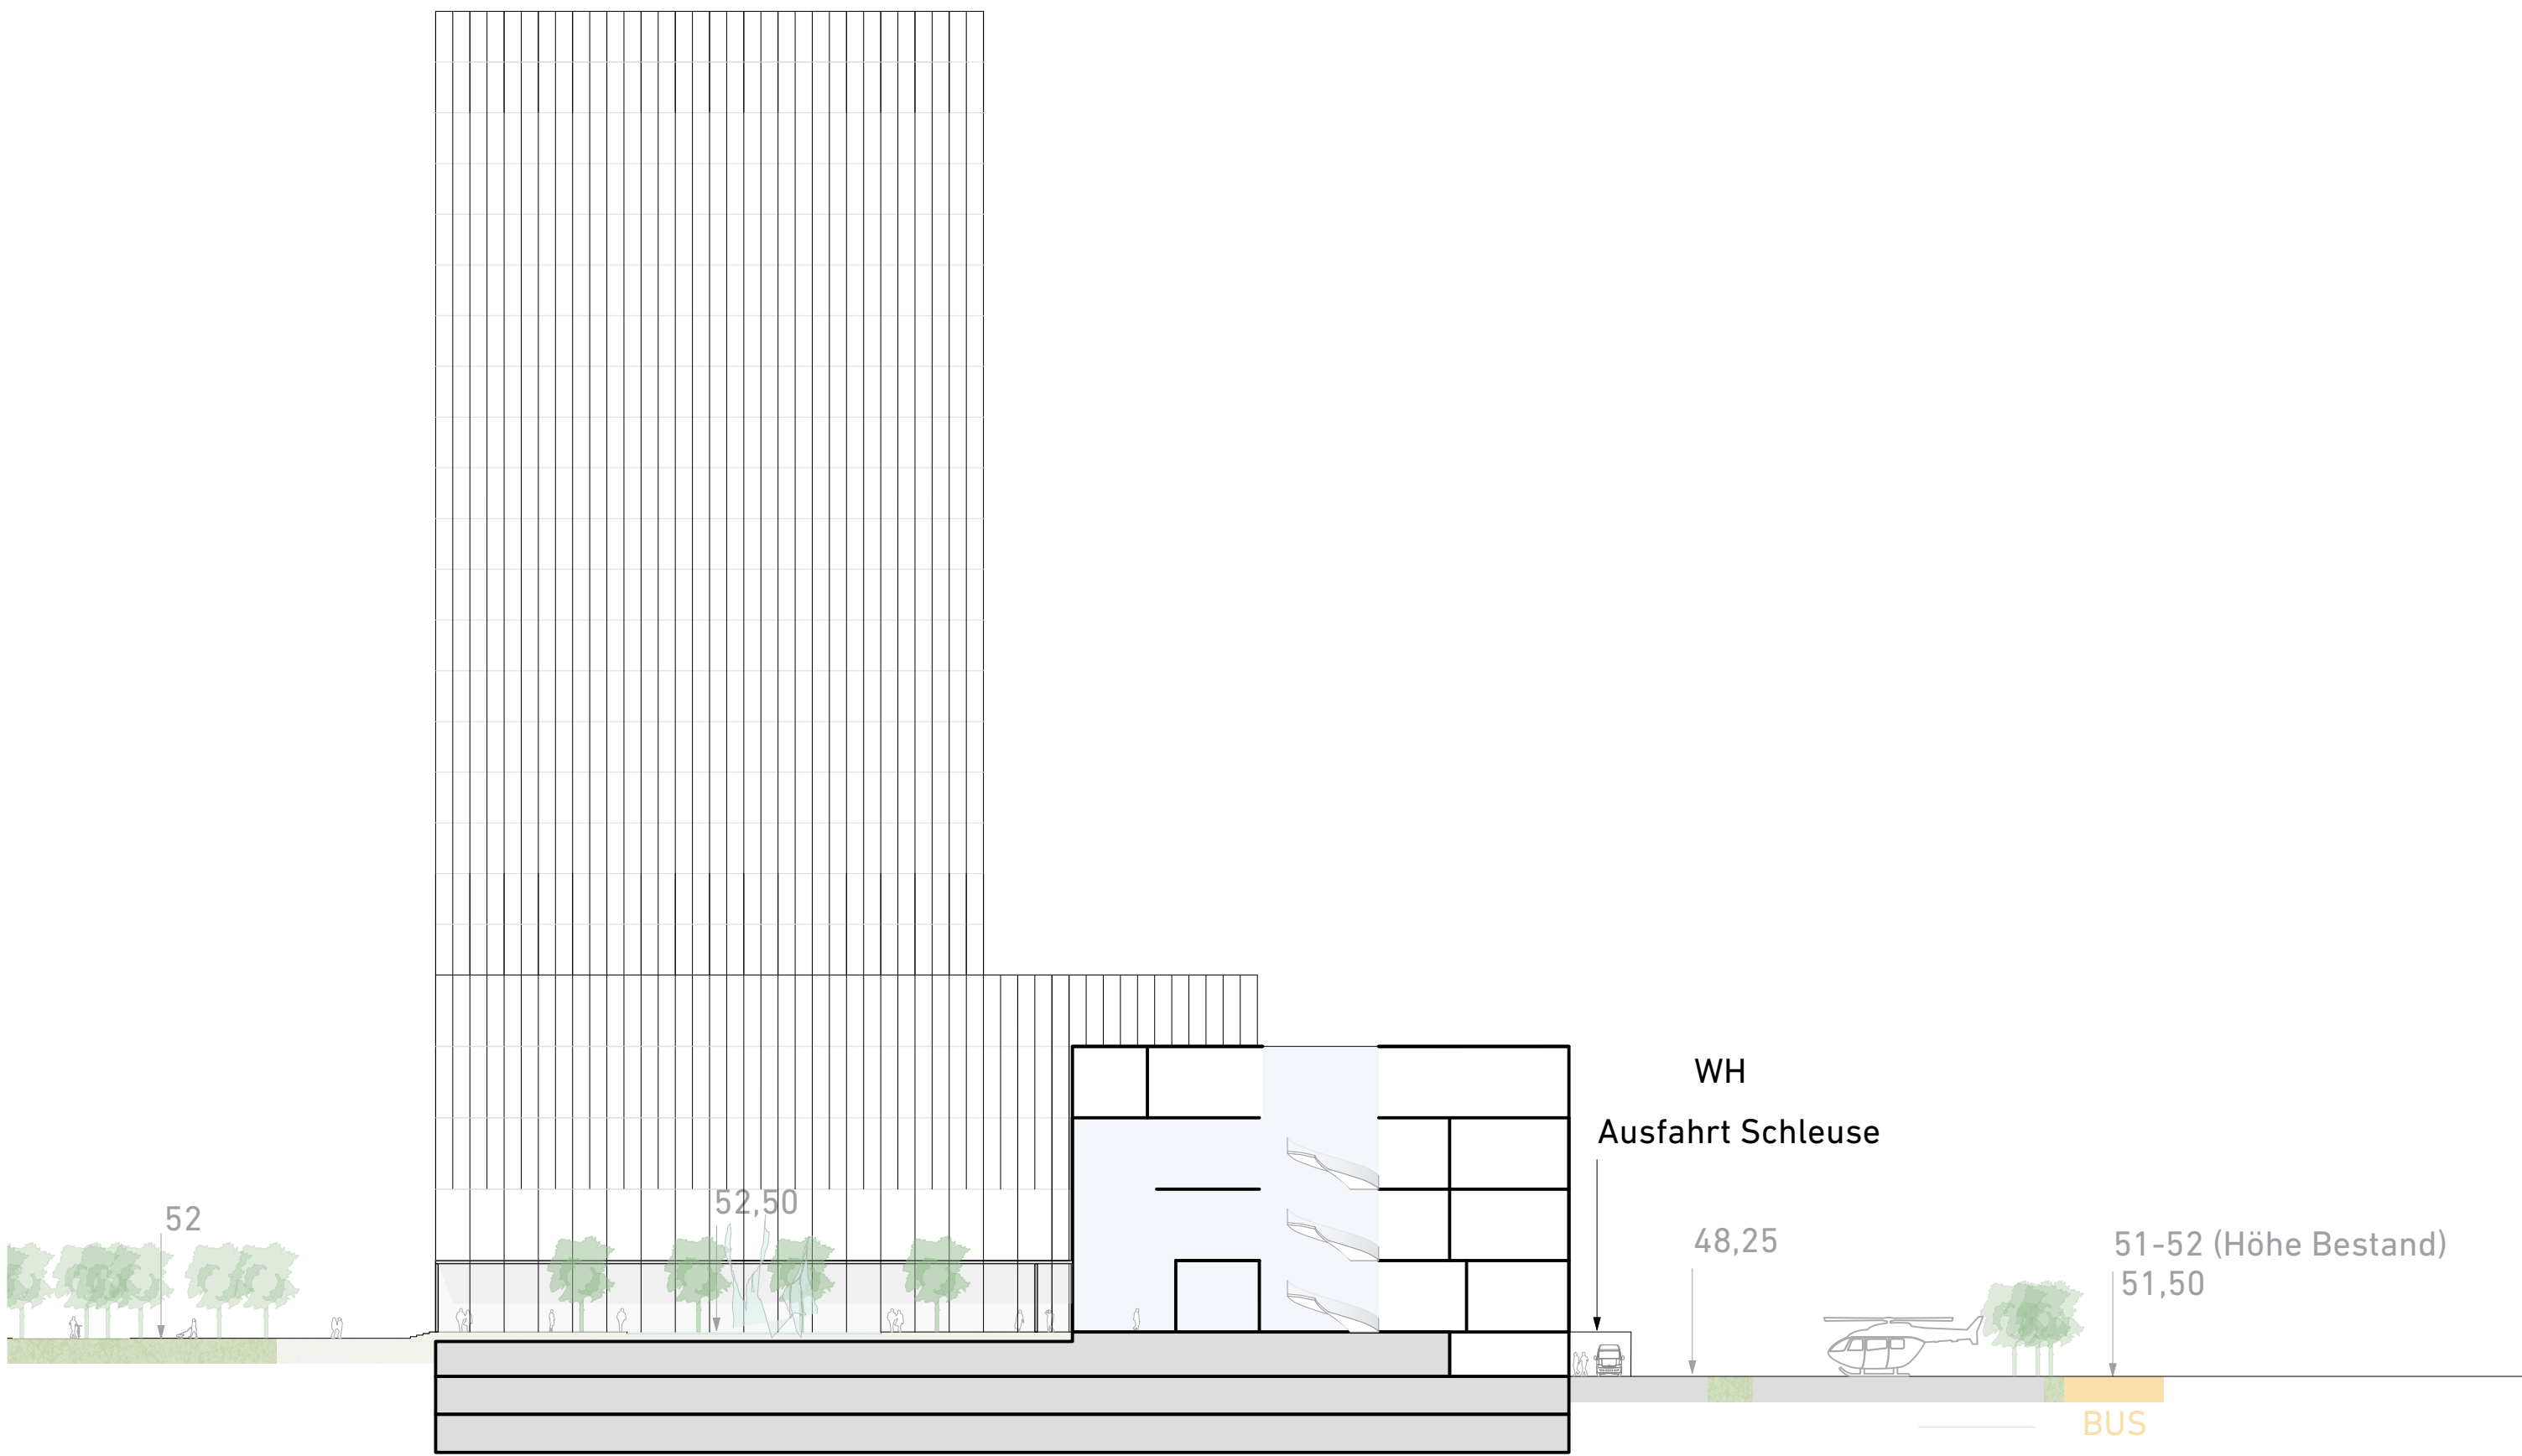 WH
Ausfahrt Schleuse
52
52,50
48,25
51-52 (Höhe Bestand)
51,50
BUS